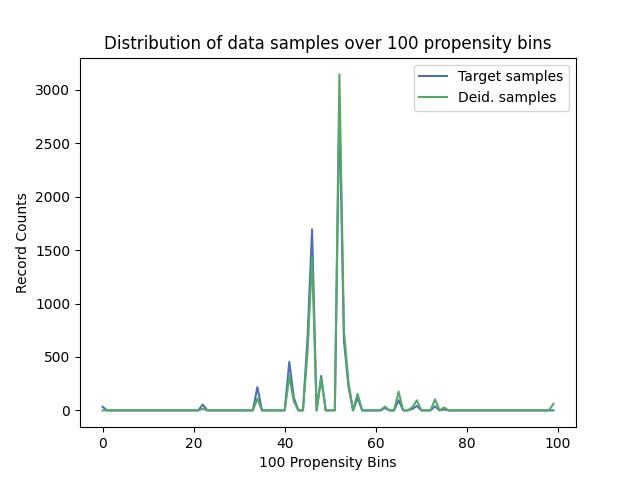 Distribution of data samples over 100 propensity bins
Target samples
Deid. samples
Record Counts
3000
2500
2000
1500
1000
500
0
0 20 40 60 80 100
100 Propensity Bins